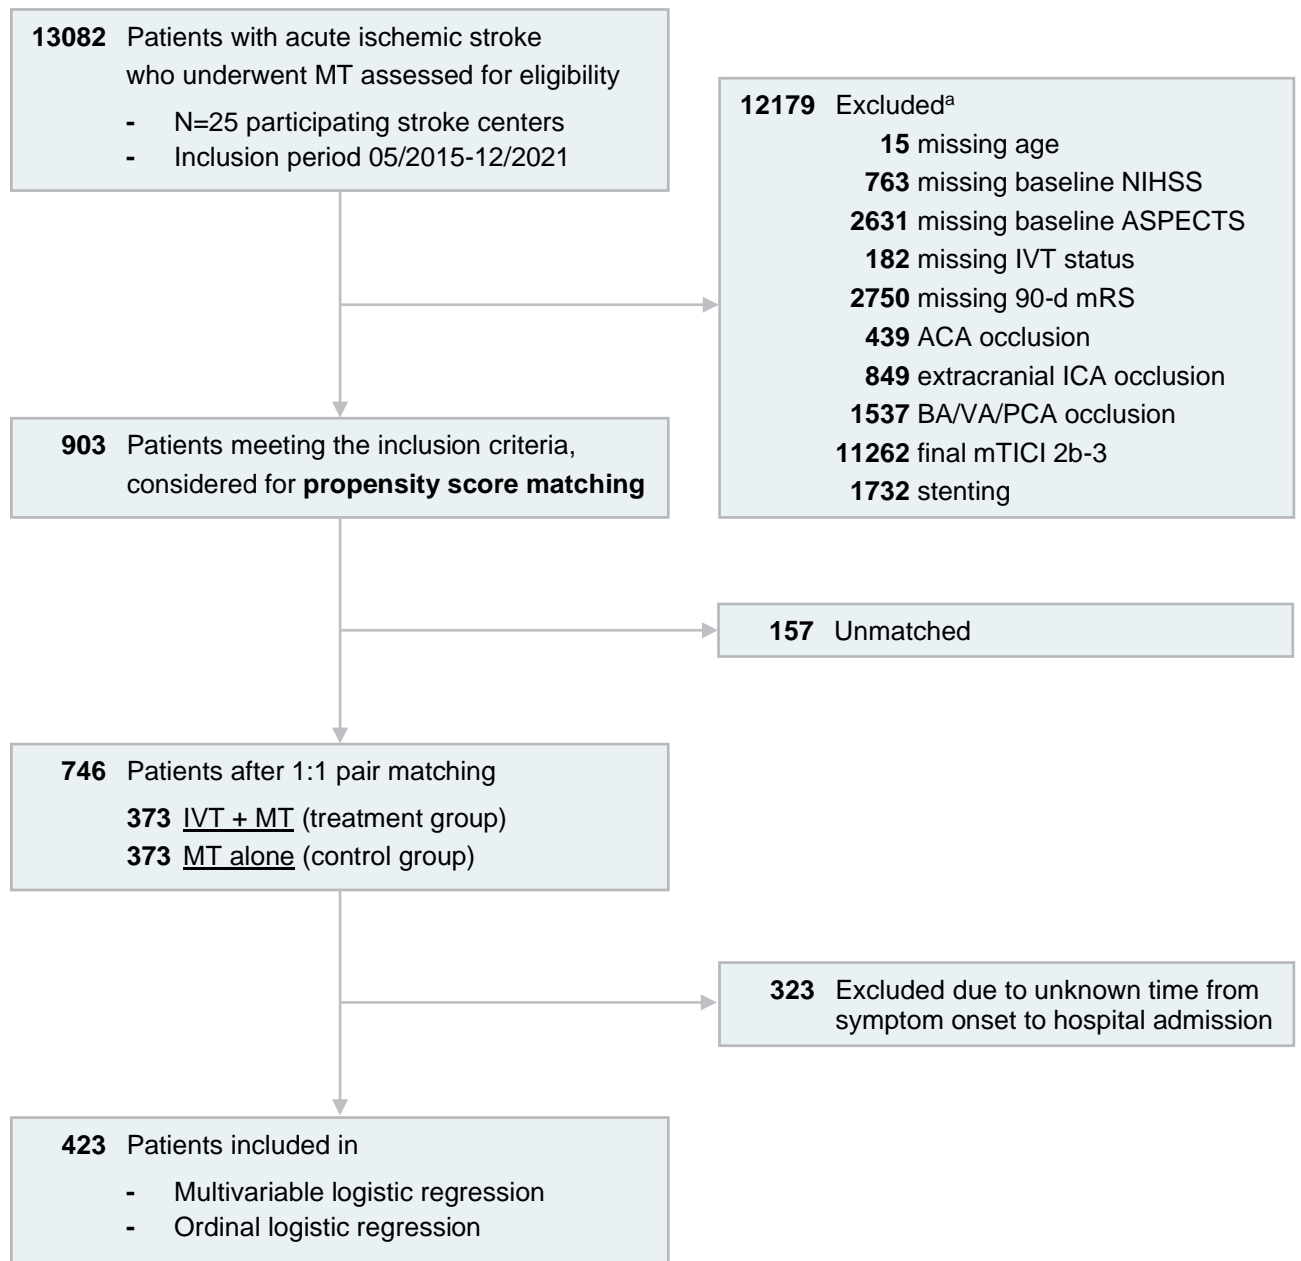 13082 Patients with acute ischemic stroke
who underwent MT assessed for eligibility
- N=25 participating stroke centers
- Inclusion period 05/2015-12/2021
12179 Excludedª
15 missing age
763 missing baseline NIHSS
2631 missing baseline ASPECTS
182 missing IVT status
2750 missing 90-d mRS
439 ACA occlusion
849 extracranial ICA occlusion
1537 BA/VA/PCA occlusion
11262 final mTICI 2b-3
1732 stenting
903 Patients meeting the inclusion criteria,
considered for propensity score matching
157 Unmatched
746 Patients after 1:1 pair matching
373 IVT + MT (treatment group)
373 MT alone (control group)
323 Excluded due to unknown time from
symptom onset to hospital admission
423 Patients included in
- Multivariable logistic regression
- Ordinal logistic regression